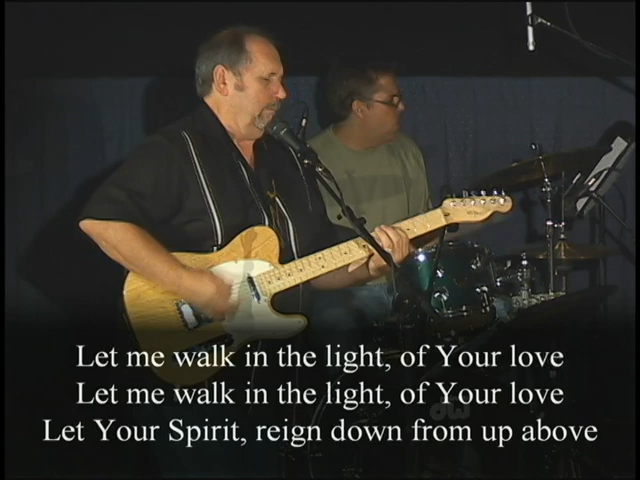 Let me walk in the light, of Your love
Let me walk in the light, of Your love
Let Your Spirit, reign down from up above
dw